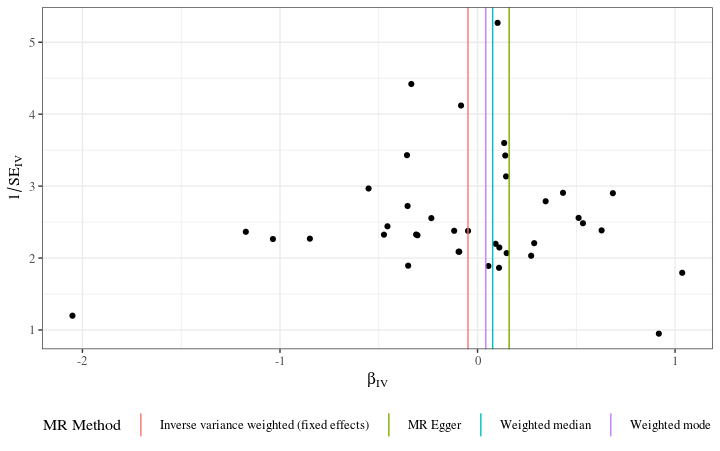 1/SE_IV
5
4
3
2
1
-2 -1 0 1
β_IV
MR Method Inverse variance weighted (fixed effects) MR Egger Weighted median Weighted mode